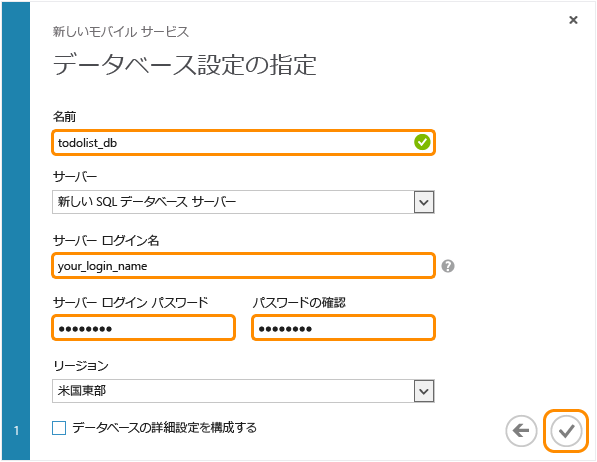 新しいモバイル サービス
データベース設定の指定
名前
todolist_db
サーバー
新しい SQL データベース サーバー
サーバー ログイン名
your_login_name
?
サーバー ログイン パスワード パスワードの確認
●●●●●●●● ●●●●●●●●
リージョン
米国東部
データベースの詳細設定を構成する
1